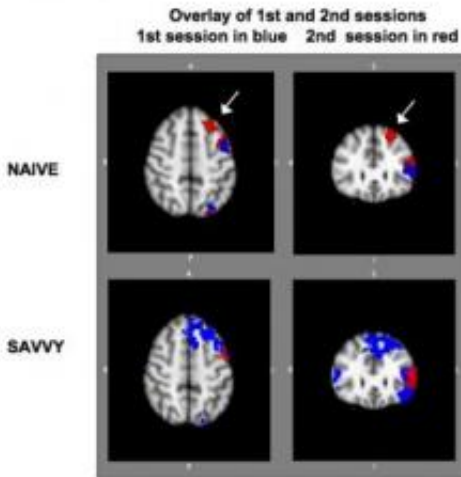 Overlay of 1st and 2nd sessions
1st session in blue 2nd session in red
NAIVE
SAVVY